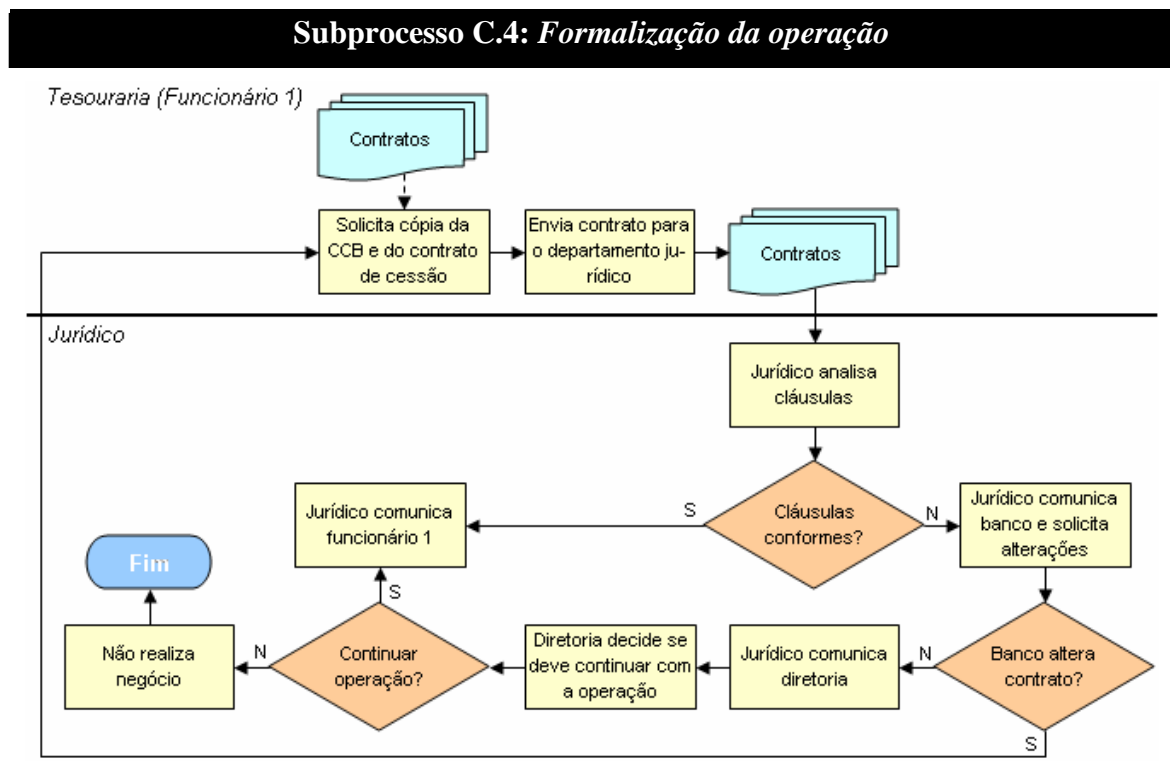 Subprocesso C.4: Formalização da operação
Tesouraria (Funcionário 1)
Contratos
Solicita cópia da
CCB e do contrato
de cessão
Envia contrato para
o departamento ju-
rídico
Contratos
Jurídico
Jurídico analisa
cláusulas
Cláusulas
conformes?
S
N
Jurídico comunica
funcionário 1
Jurídico comunica
banco e solicita
alterações
Fim
S
Não realiza
negócio
N
Continuar
operação?
Diretoria decide se
deve continuar com
a operação
Jurídico comunica
diretoria
N
Banco altera
contrato?
S